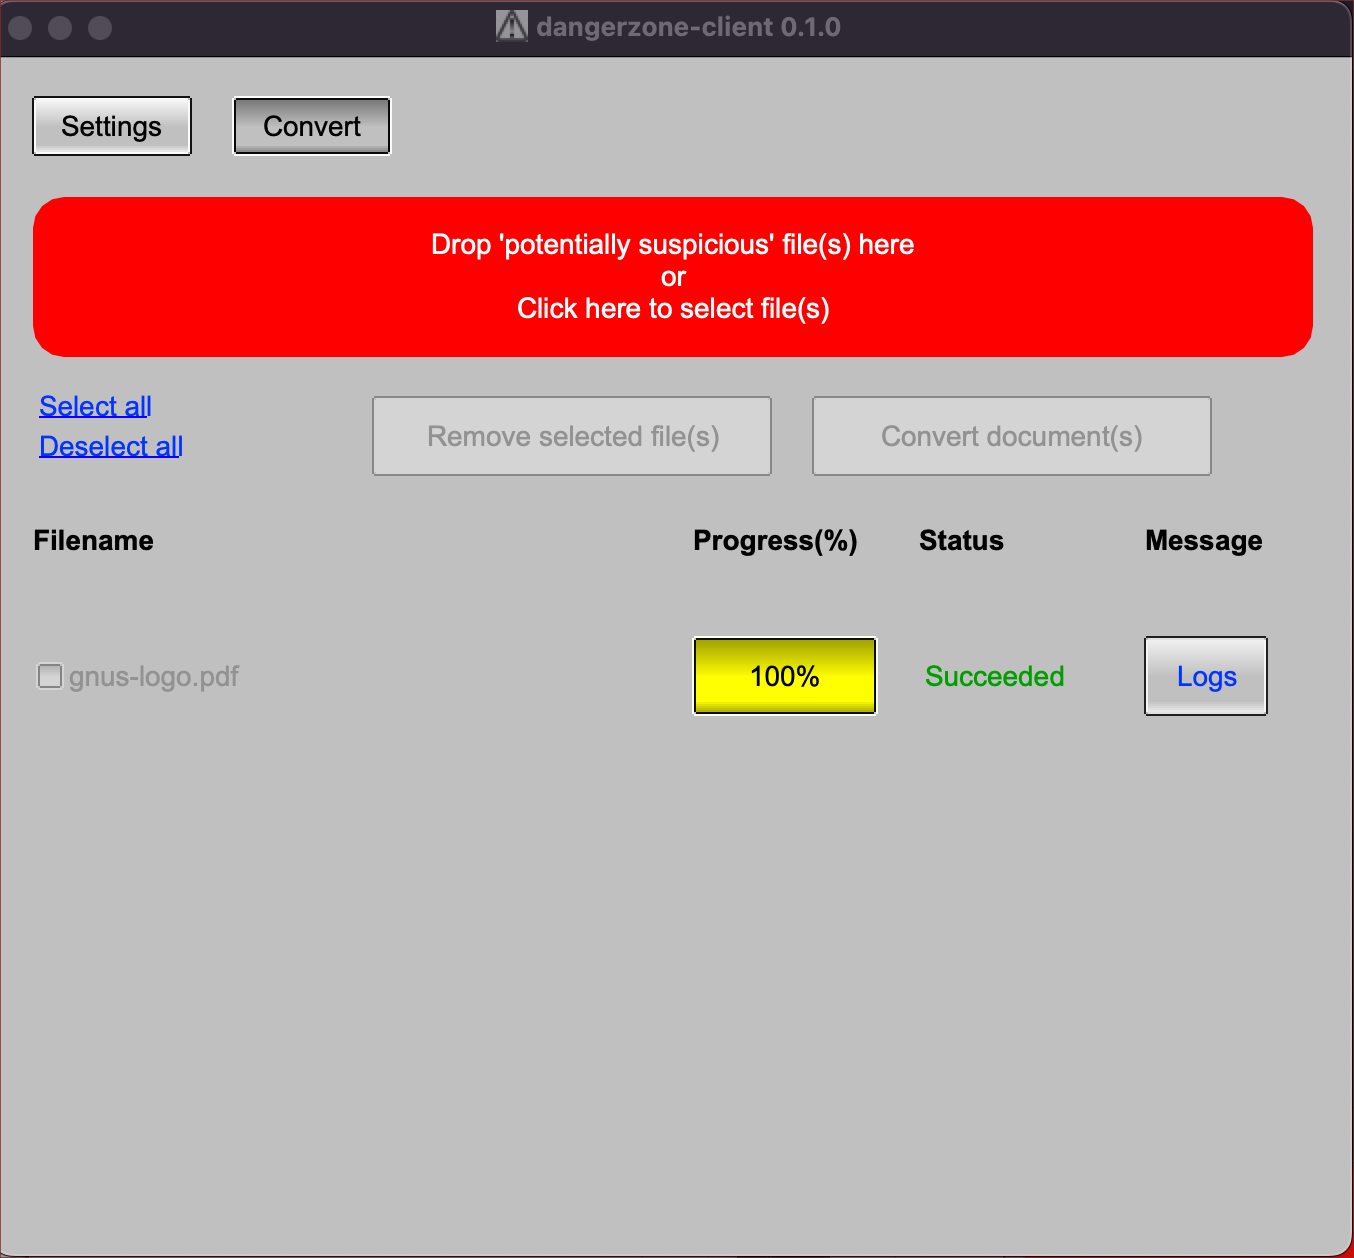 dangerzone-client 0.1.0
Settings
Convert
Drop 'potentially suspicious' file(s) here
or
Click here to select file(s)
Select all
Deselect all
Remove selected file(s)
Convert document(s)
Filename
Progress(%)
Status
Message
gnus-logo.pdf
100%
Succeeded
Logs